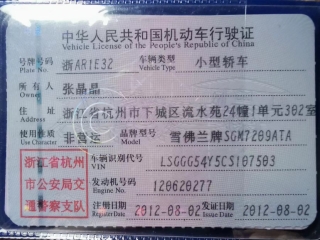 中华人民共和国机动车行驶证
Vehicle License of the People's Republic of China
号牌号码 浙AR1E32 车辆类型 小型轿车
Plate No. Vehicle Type
所有人 张晶晶
Owner
住址 浙江省杭州市下城区流水苑24幢1单元302室
Address
使用性质 非营运 品牌型号 雪佛兰牌SGM7209ATA
Use Character Model
浙江省杭州市公安局交通警察支队
车辆识别代号 LSGGG54Y5CS107503
VIN
发动机号码 120620277
Engine No.
注册日期 2012-08-02 发证日期 2012-08-02
Register Date Issue Date